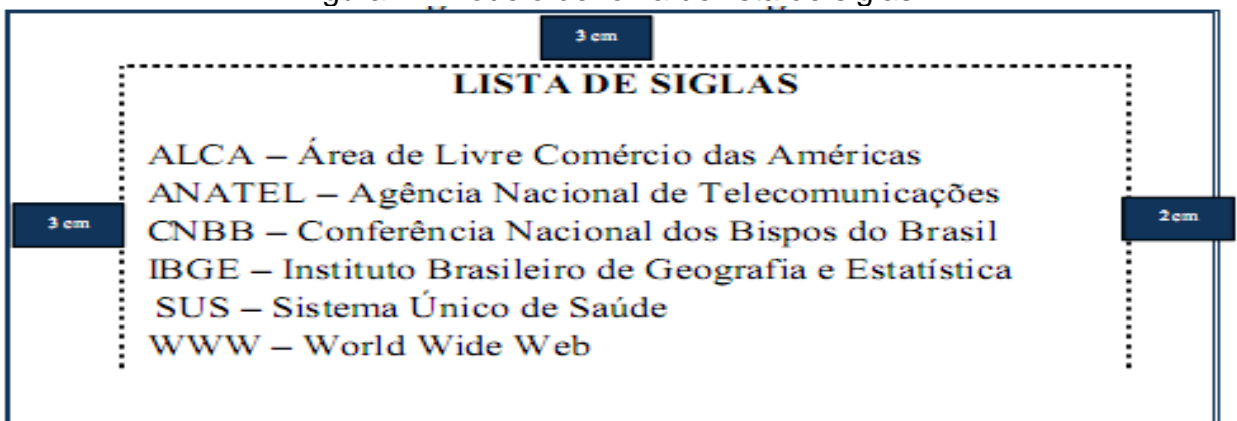 3 cm
LISTA DE SIGLAS
ALCA – Área de Livre Comércio das Américas
ANATEL – Agência Nacional de Telecomunicações
3 cm
CNBB – Conferência Nacional dos Bispos do Brasil
2cm
IBGE – Instituto Brasileiro de Geografia e Estatística
SUS – Sistema Único de Saúde
WWW – World Wide Web